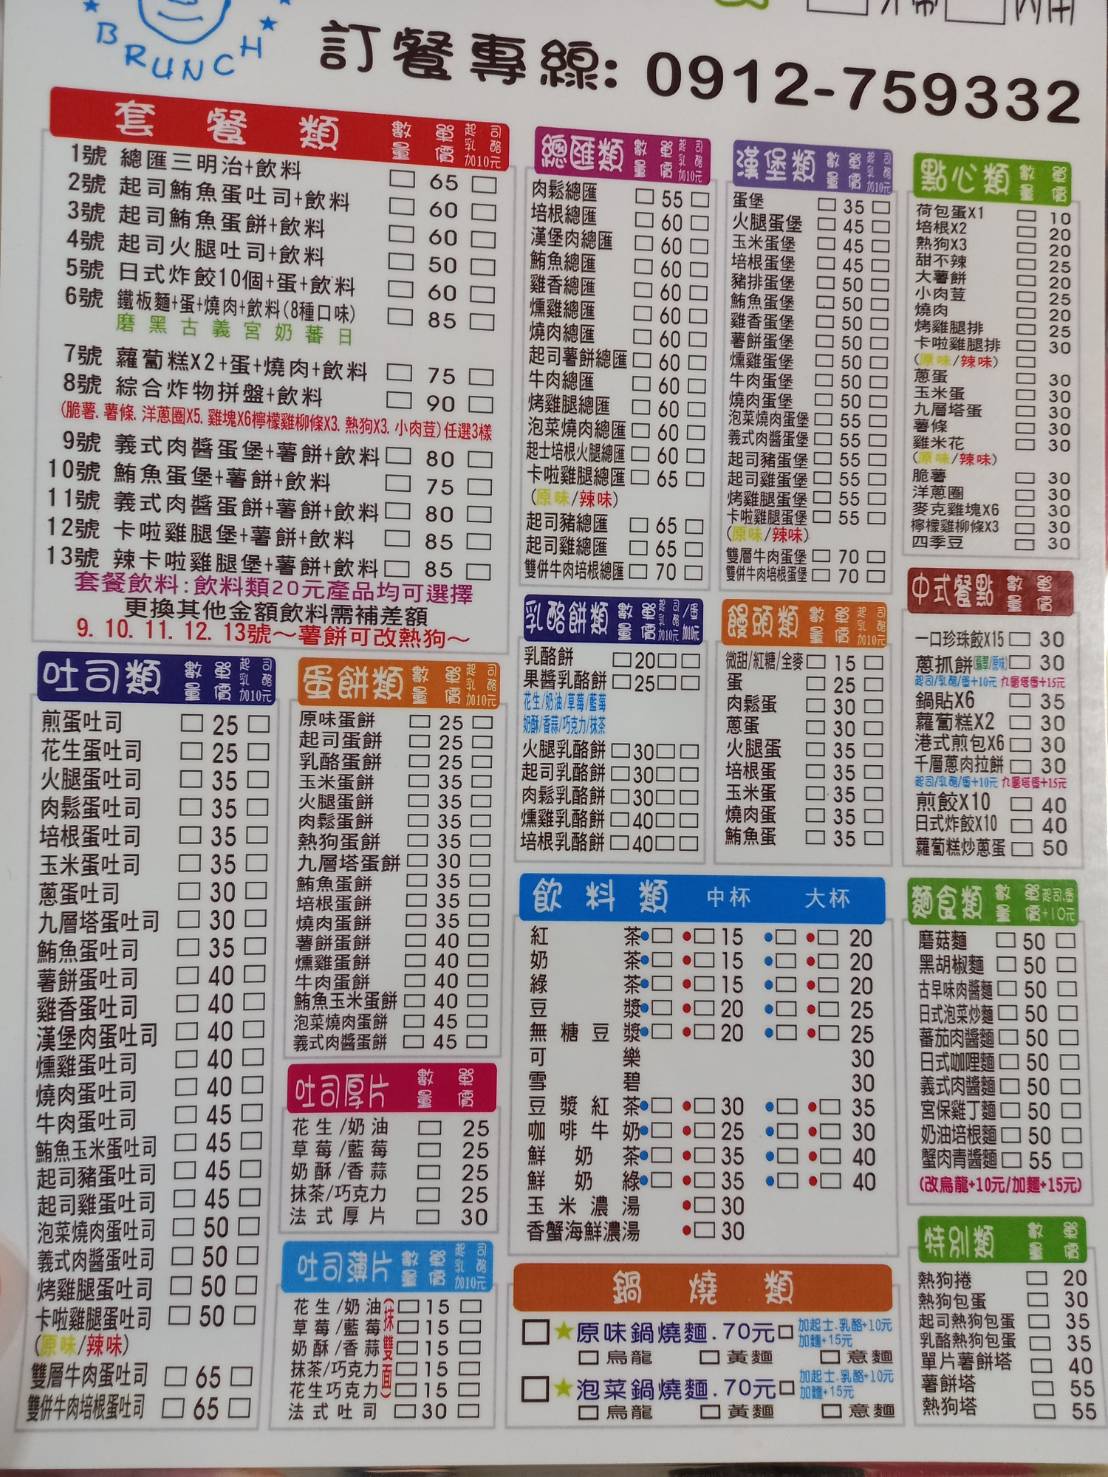 BRUNCH
訂餐專線: 0912-759332
套餐類 數量 單價 起司乳酪加10元
1號 總匯三明治+飲料 65
2號 起司鮪魚蛋吐司+飲料 60
3號 起司鮪魚蛋餅+飲料 60
4號 起司火腿吐司+飲料 50
5號 日式炸餃10個+蛋+飲料 60
6號 鐵板麵+蛋+燒肉+飲料(8種口味) 85
磨黑古義宮奶蕃日
7號 蘿蔔糕X2+蛋+燒肉+飲料 75
8號 綜合炸物拼盤+飲料 90
(脆薯.薯條.洋蔥圈X5.雞塊X6檸檬雞柳條X3.熱狗X3.小肉荳)任選3樣
9號 義式肉醬蛋堡+薯餅+飲料 80
10號 鮪魚蛋堡+薯餅+飲料 75
11號 義式肉醬蛋餅+薯餅+飲料 80
12號 卡啦雞腿堡+薯餅+飲料 85
13號 辣卡啦雞腿堡+薯餅+飲料 85
套餐飲料:飲料類20元產品均可選擇
更換其他金額飲料需補差額
9.10.11.12.13號～薯餅可改熱狗～
總匯類 數量 單價 起司乳酪加10元
肉鬆總匯 55
培根總匯 60
漢堡肉總匯 60
鮪魚總匯 60
雞香總匯 60
燻雞總匯 60
燒肉總匯 60
起司薯餅總匯 60
牛肉總匯 60
烤雞腿總匯 60
泡菜燒肉總匯 60
起士培根火腿總匯 60
卡啦雞腿總匯 65
(原味/辣味)
起司豬總匯 65
起司雞總匯 65
雙併牛肉培根總匯 70
漢堡類 數量 單價 起司乳酪加10元
蛋堡 35
火腿蛋堡 45
玉米蛋堡 45
培根蛋堡 45
豬排蛋堡 50
鮪魚蛋堡 50
雞香蛋堡 50
薯餅蛋堡 50
燻雞蛋堡 50
牛肉蛋堡 50
燒肉蛋堡 50
泡菜燒肉蛋堡 55
義式肉醬蛋堡 55
起司豬蛋堡 55
起司雞蛋堡 55
烤雞腿蛋堡 55
卡啦雞腿蛋堡 55
(原味/辣味)
雙層牛肉蛋堡 70
雙併牛肉培根蛋堡 70
點心類 數量 單價
荷包蛋X1 10
培根X2 20
熱狗X3 20
甜不辣 25
大薯餅 20
小肉荳 25
燒肉 20
烤雞腿排 25
卡啦雞腿排 30
(原味/辣味)
蔥蛋 30
玉米蛋 30
九層塔蛋 30
薯條 30
雞米花 30
(原味/辣味)
脆薯 30
洋蔥圈 30
麥克雞塊X6 30
檸檬雞柳條X3 30
四季豆 30
乳酪餅類 數量 單價 起司加10元 /蛋加10元
乳酪餅 20
果醬乳酪餅 25
花生/奶油/草莓/藍莓
奶酥/香蒜/巧克力/抹茶
火腿乳酪餅 30
起司乳酪餅 30
肉鬆乳酪餅 30
燻雞乳酪餅 40
培根乳酪餅 40
饅頭類 數量 單價 起司乳酪加10元
微甜/紅糖/全麥 15
蛋 25
肉鬆蛋 30
蔥蛋 30
火腿蛋 35
培根蛋 35
玉米蛋 35
燒肉蛋 35
鮪魚蛋 35
中式餐點 數量 單價
一口珍珠餃X15 30
蔥抓餅 30
起司/乳酪/蛋+10元 九層塔蛋+15元
鍋貼X6 35
蘿蔔糕X2 30
港式煎包X6 30
千層蔥肉拉餅 30
起司/乳酪/蛋+10元 九層塔蛋+15元
煎餃X10 40
日式炸餃X10 40
蘿蔔糕炒蔥蛋 50
吐司類 數量 單價 起司乳酪加10元
煎蛋吐司 25
花生蛋吐司 25
火腿蛋吐司 35
肉鬆蛋吐司 35
培根蛋吐司 35
玉米蛋吐司 35
蔥蛋吐司 30
九層塔蛋吐司 30
鮪魚蛋吐司 35
薯餅蛋吐司 40
雞香蛋吐司 40
漢堡肉蛋吐司 40
燻雞蛋吐司 40
燒肉蛋吐司 40
牛肉蛋吐司 45
鮪魚玉米蛋吐司 45
起司豬蛋吐司 45
起司雞蛋吐司 45
泡菜燒肉蛋吐司 50
義式肉醬蛋吐司 50
烤雞腿蛋吐司 50
卡啦雞腿蛋吐司 50
(原味/辣味)
雙層牛肉蛋吐司 65
雙併牛肉培根蛋吐司 65
蛋餅類 數量 單價 起司乳酪加10元
原味蛋餅 25
起司蛋餅 25
乳酪蛋餅 25
玉米蛋餅 35
火腿蛋餅 35
肉鬆蛋餅 35
熱狗蛋餅 35
九層塔蛋餅 30
鮪魚蛋餅 35
培根蛋餅 35
燒肉蛋餅 35
薯餅蛋餅 40
燻雞蛋餅 40
牛肉蛋餅 40
鮪魚玉米蛋餅 40
泡菜燒肉蛋餅 45
義式肉醬蛋餅 45
吐司厚片 數量 單價
花生/奶油 25
草莓/藍莓 25
奶酥/香蒜 25
抹茶/巧克力 25
法式厚片 30
吐司薄片 數量 單價 起司乳酪加10元
花生/奶油 15
草莓/藍莓 15
奶酥/香蒜 15
抹茶/巧克力 15
花生巧克力 15
(抹雙面)
法式吐司 30
飲料類 中杯 大杯
紅茶 15 20
奶茶 15 20
綠茶 15 20
豆漿 20 25
無糖豆漿 20 25
可樂 30
雪碧 30
豆漿紅茶 30 35
咖啡牛奶 25 30
鮮奶茶 35 40
鮮奶綠 35 40
玉米濃湯 30
香蟹海鮮濃湯 30
鍋燒類
★原味鍋燒麵.70元 加起士.乳酪+10元
加麵+15元
烏龍 黃麵 意麵
★泡菜鍋燒麵.70元 加起士.乳酪+10元
加麵+15元
烏龍 黃麵 意麵
麵食類 數量 單價 +10元
磨菇麵 50
黑胡椒麵 50
古早味肉醬麵 50
日式泡菜炒麵 50
蕃茄肉醬麵 50
日式咖哩麵 50
義式肉醬麵 50
宮保雞丁麵 50
奶油培根麵 50
蟹肉青醬麵 55
(改烏龍+10元/加麵+15元)
特別類 數量 單價
熱狗捲 20
熱狗包蛋 30
起司熱狗包蛋 35
乳酪熱狗包蛋 35
單片薯餅塔 40
薯餅塔 55
熱狗塔 55